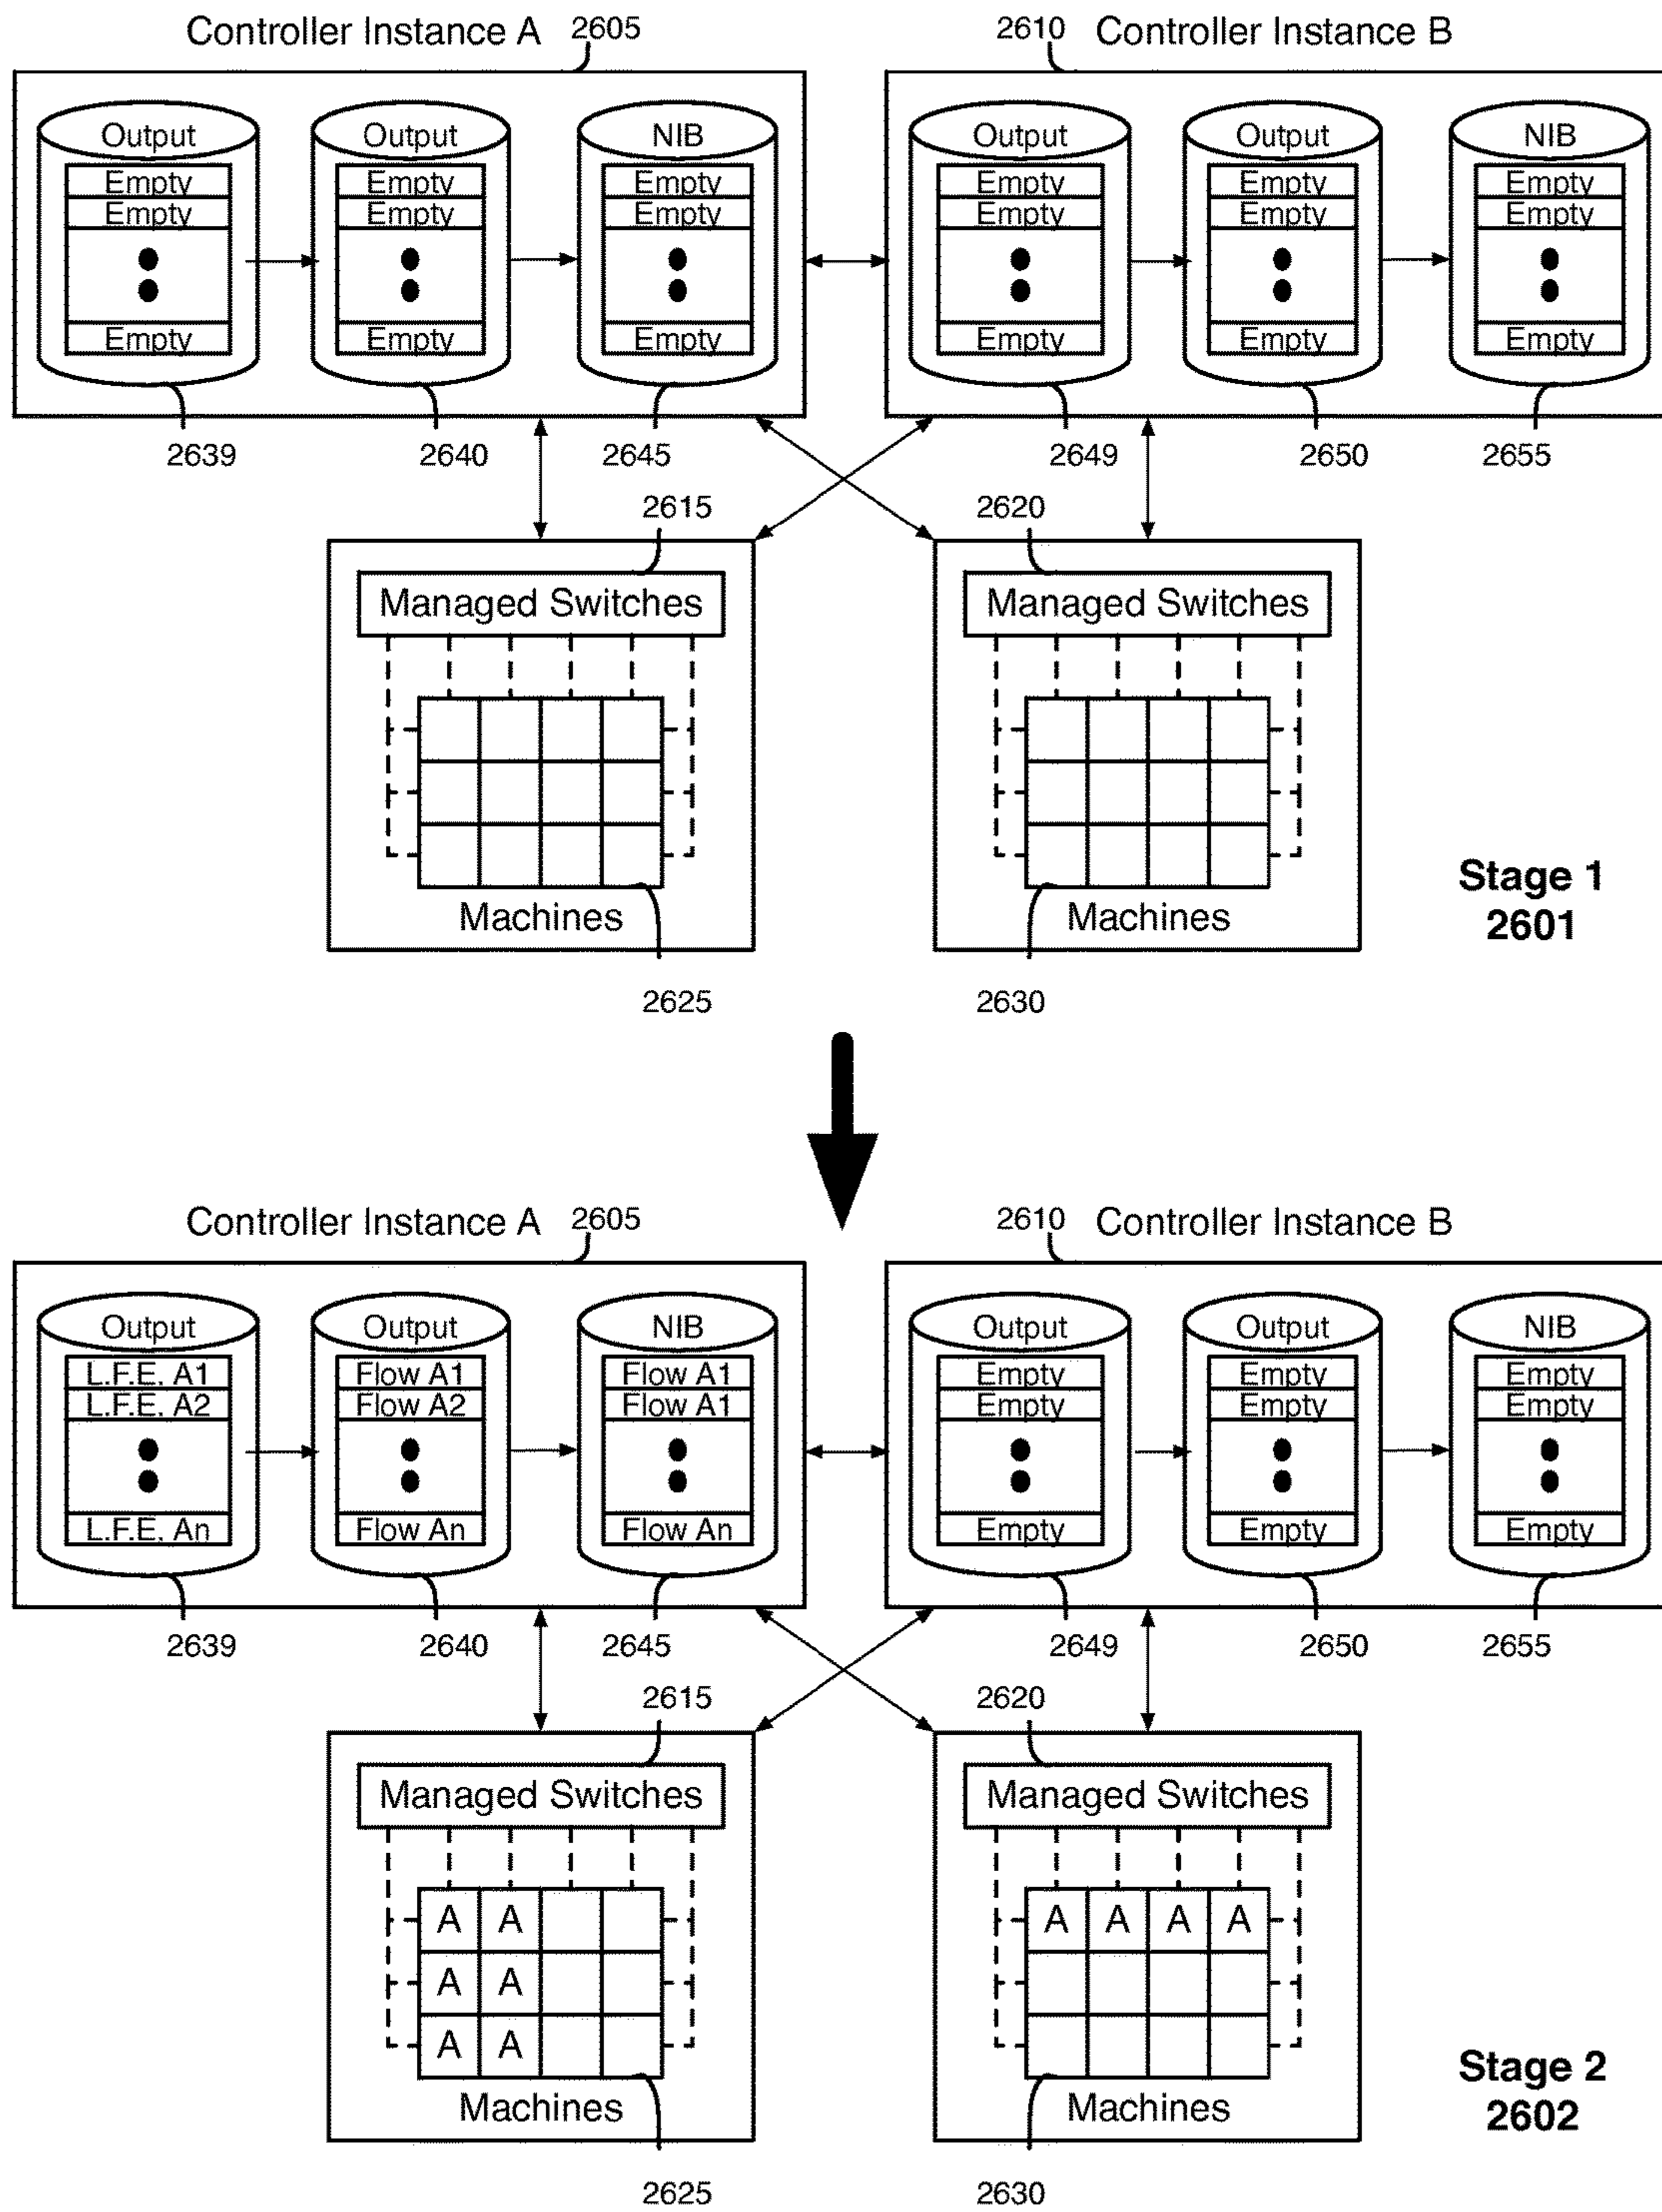 Controller Instance A 2605 2610 Controller Instance B
Output Output NIB Output Output NIB
Empty Empty Empty Empty Empty Empty
Empty Empty Empty Empty Empty Empty
Empty Empty Empty Empty Empty Empty
2639 2640 2645 2649 2650 2655
2615 2620
Managed Switches Managed Switches
Machines Machines
Stage 1
2601
2625 2630
Controller Instance A 2605 2610 Controller Instance B
Output Output NIB Output Output NIB
L.F.E. A1 Flow A1 Flow A1 Empty Empty Empty
L.F.E. A2 Flow A2 Flow A1 Empty Empty Empty
L.F.E. An Flow An Flow An Empty Empty Empty
2639 2640 2645 2649 2650 2655
2615 2620
Managed Switches Managed Switches
A A A A A A
A A
A A
Machines Machines
Stage 2
2602
2625 2630